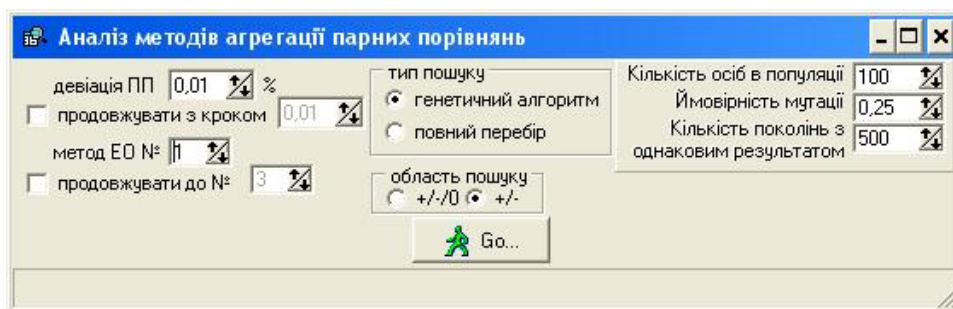 Аналіз методів агрегації парних порівнянь
девіація ПП 0,01 %
продовжувати з кроком 0,01
метод ЕО № 1
продовжувати до № 3
тип пошуку
генетичний алгоритм
повний перебір
область пошуку
+/-/0 +/-
Go...
Кількість осіб в популяції 100
Ймовірність мутації 0,25
Кількість поколінь з
однаковим результатом 500